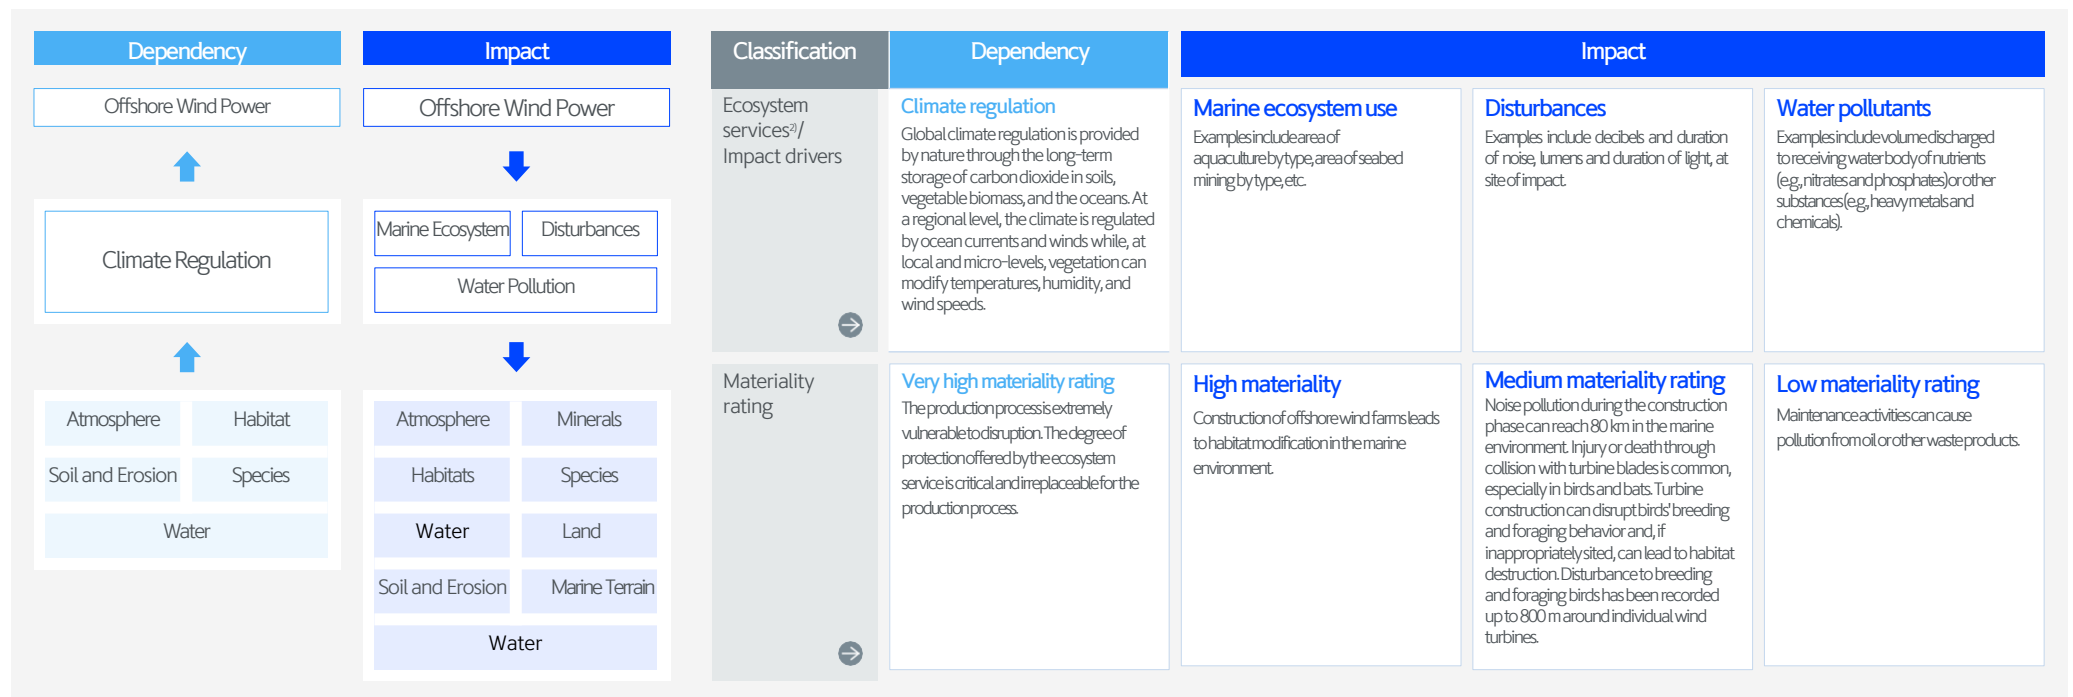 Dependency
Offshore Wind Power
Climate Regulation
Atmosphere
Habitat
Soil and Erosion
Species
Water
Impact
Offshore Wind Power
Marine Ecosystem
Disturbances
Water Pollution
Atmosphere
Minerals
Habitats
Species
Water
Land
Soil and Erosion
Marine Terrain
Water
Classification
Dependency
Impact
Ecosystem
services²⁾/
Impact drivers
Climate regulation
Global climate regulation is provided
by nature through the long-term
storage of carbon dioxide in soils,
vegetable biomass, and the oceans. At
a regional level, the climate is regulated
by ocean currents and winds while, at
local and micro-levels, vegetation can
modify temperatures, humidity, and
wind speeds.
Marine ecosystem use
Examples include area of
aquaculture by type, area of seabed
mining by type, etc.
Disturbances
Examples include decibels and duration
of noise, lumens and duration of light, at
site of impact.
Water pollutants
Examples include volume discharged
to receiving water body of nutrients
(e.g., nitrates and phosphates) or other
substances (e.g., heavy metals and
chemicals).
Materiality
rating
Very high materiality rating
The production process is extremely
vulnerable to disruption. The degree of
protection offered by the ecosystem
service is critical and irreplaceable for the
production process.
High materiality
Construction of offshore wind farms leads
to habitat modification in the marine
environment.
Medium materiality rating
Noise pollution during the construction
phase can reach 80 km in the marine
environment. Injury or death through
collision with turbine blades is common,
especially in birds and bats. Turbine
construction can disrupt birds' breeding
and foraging behavior and, if
inappropriately sited, can lead to habitat
destruction. Disturbance to breeding
and foraging birds has been recorded
up to 800 m around individual wind
turbines.
Low materiality rating
Maintenance activities can cause
pollution from oil or other waste products.